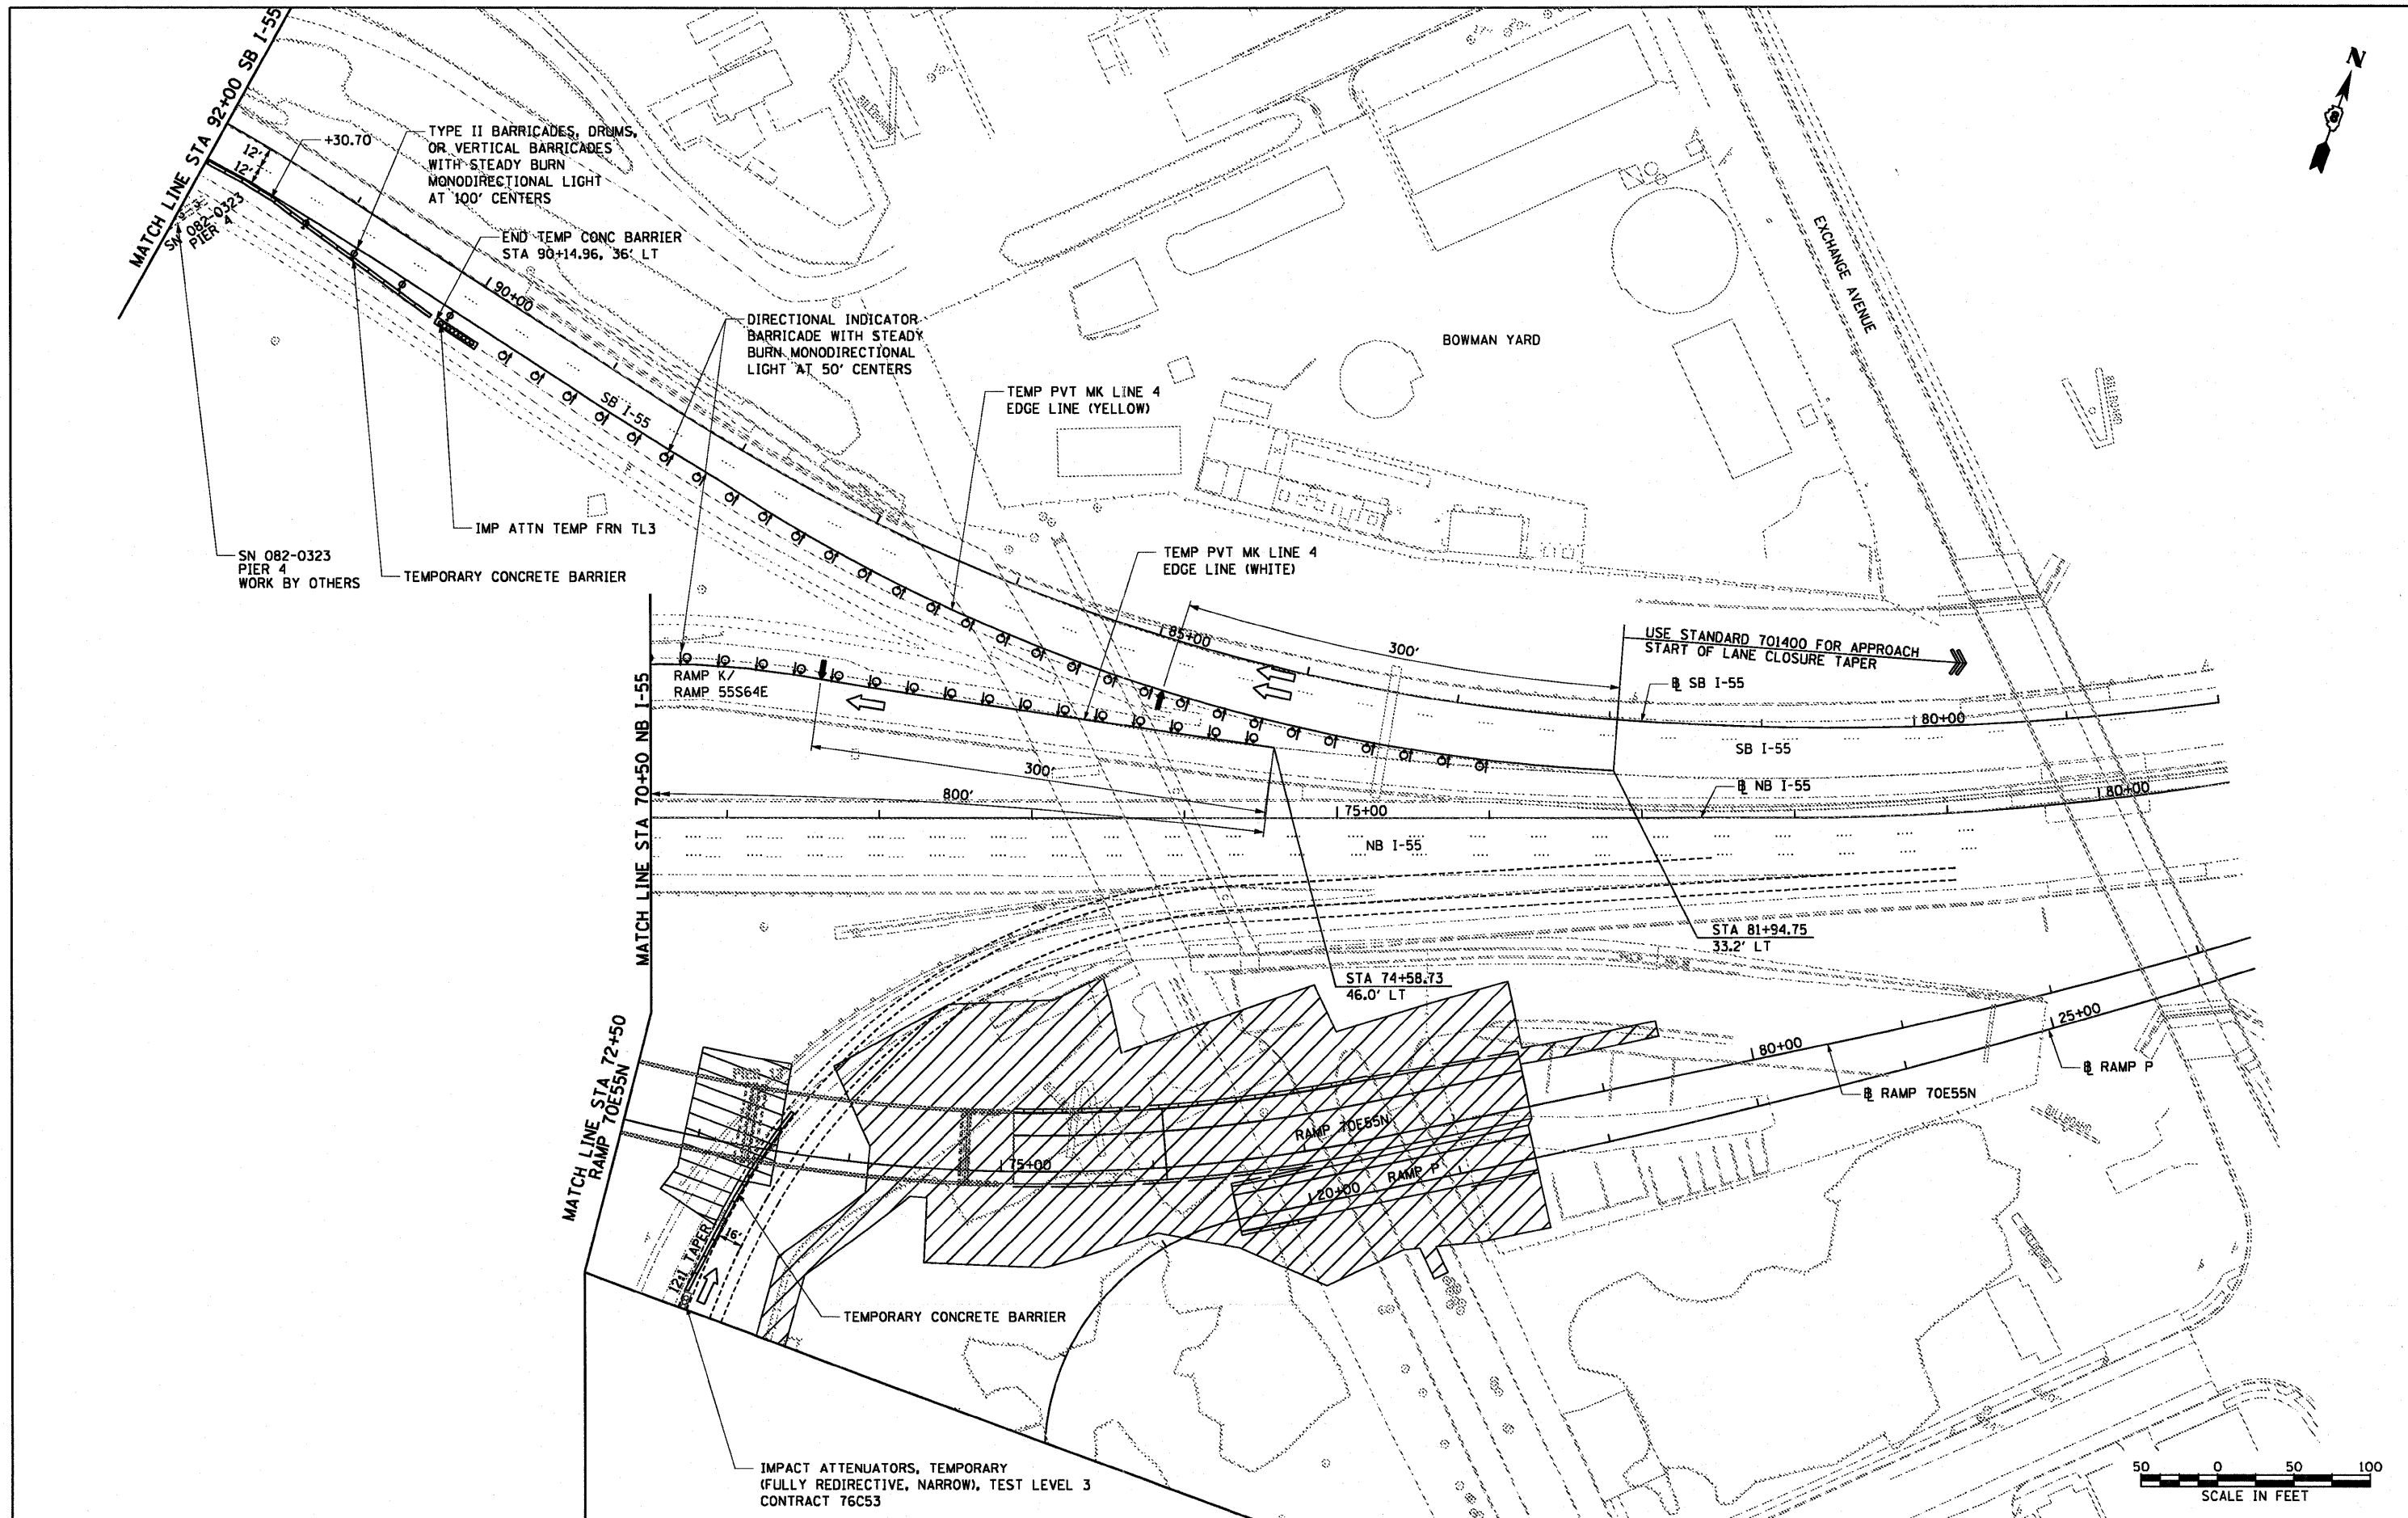 MATCH LINE STA 92+00 SB I-55
12'
12'
+30.70
TYPE II BARRICADES, DRUMS,
OR VERTICAL BARRICADES
WITH STEADY BURN
MONODIRECTIONAL LIGHT
AT 100' CENTERS
N
SN 082-0323
PIER 4
END TEMP CONC BARRIER
STA 90+14.96, 36' LT
90+00
DIRECTIONAL INDICATOR
BARRICADE WITH STEADY
BURN MONODIRECTIONAL
LIGHT AT 50' CENTERS
EXCHANGE AVENUE
BOWMAN YARD
TEMP PVT MK LINE 4
EDGE LINE (YELLOW)
SB I-55
IMP ATTN TEMP FRN TL3
SN 082-0323
PIER 4
WORK BY OTHERS
TEMPORARY CONCRETE BARRIER
TEMP PVT MK LINE 4
EDGE LINE (WHITE)
85+00
300'
USE STANDARD 701400 FOR APPROACH
START OF LANE CLOSURE TAPER
RAMP K/
RAMP 55S64E
℄ SB I-55
80+00
SB I-55
MATCH LINE STA 70+50 NB I-55
300'
800'
℄ NB I-55
80+00
75+00
NB I-55
STA 81+94.75
33.2' LT
STA 74+58.73
46.0' LT
MATCH LINE STA 72+50
RAMP 70E55N
80+00
25+00
℄ RAMP P
℄ RAMP 70E55N
RAMP 70E55N
75+00
RAMP P
20+00
16'
12:1 TAPER
TEMPORARY CONCRETE BARRIER
IMPACT ATTENUATORS, TEMPORARY
(FULLY REDIRECTIVE, NARROW), TEST LEVEL 3
CONTRACT 76C53
50 0 50 100
SCALE IN FEET